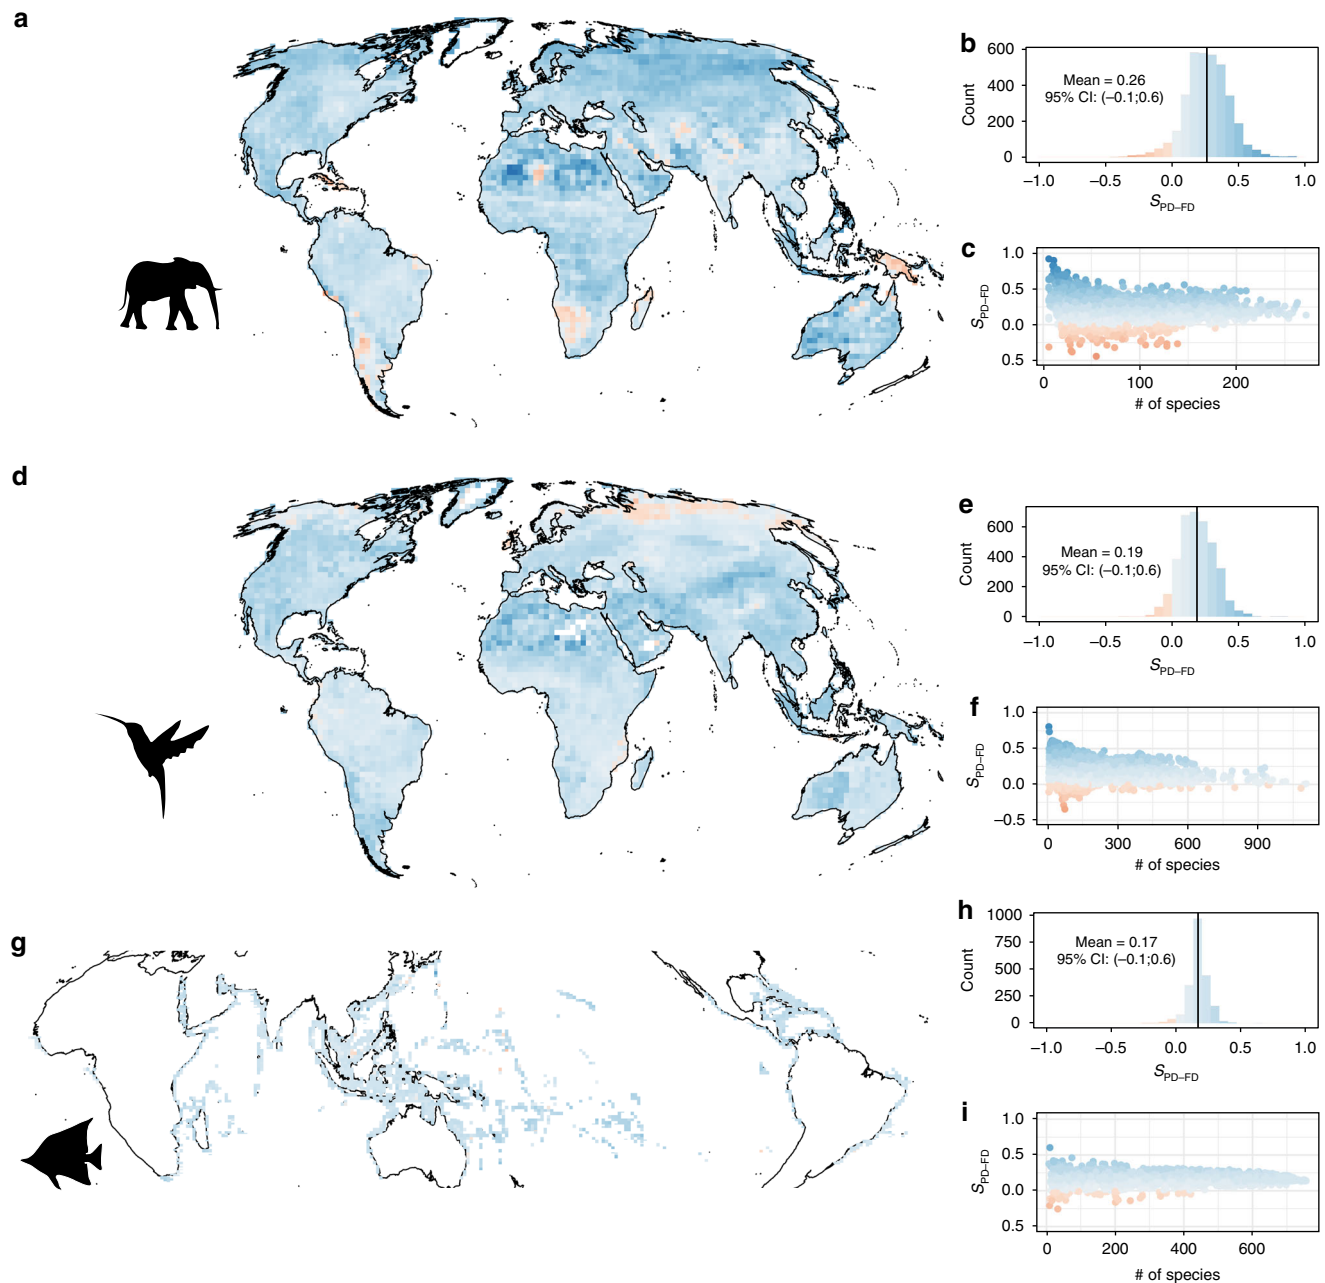 a
b
600
400
200
0
Count
Mean = 0.26
95% CI: (–0.1;0.6)
–1.0
–0.5
0.0
0.5
1.0
S PD–FD
c
1.0
0.5
0.0
0.5
S PD–FD
0
100
200
# of species
d
e
600
400
200
0
Count
Mean = 0.19
95% CI: (–0.1;0.6)
–1.0
–0.5
0.0
0.5
1.0
S PD–FD
f
1.0
0.5
0.0
–0.5
S PD–FD
0
300
600
900
# of species
g
h
1000
750
500
250
0
Count
Mean = 0.17
95% CI: (–0.1;0.6)
–1.0
–0.5
0.0
0.5
1.0
S PD–FD
i
1.0
0.5
0.0
0.5
S PD–FD
0
200
400
600
# of species